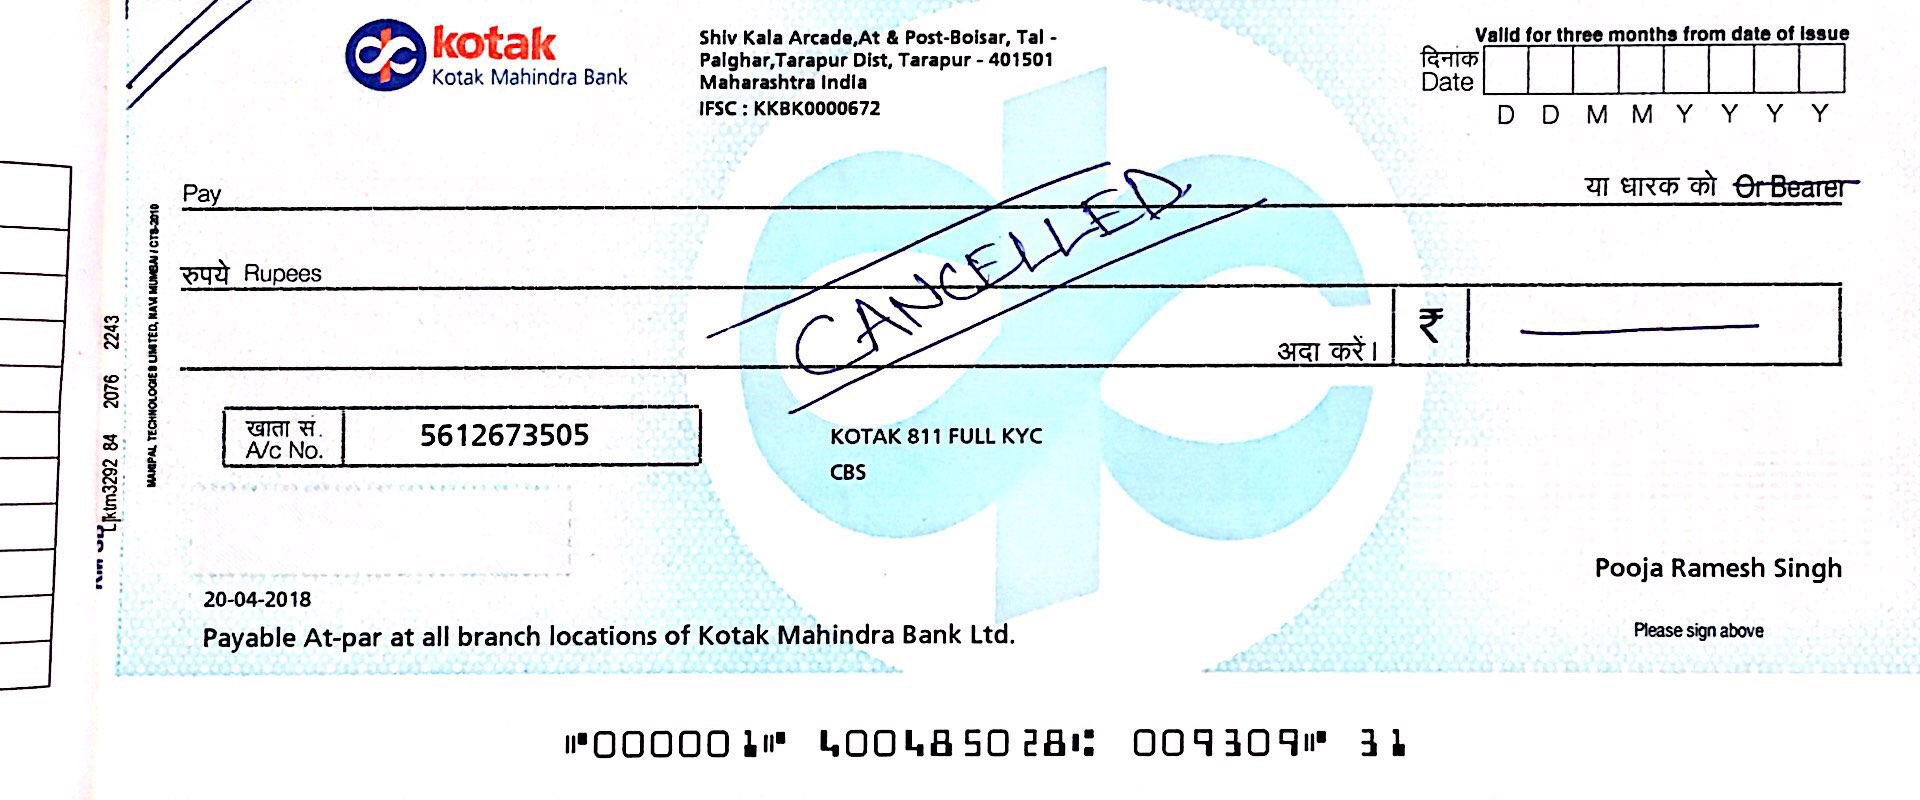 kotak
Kotak Mahindra Bank
Shiv Kala Arcade,At & Post-Boisar, Tal -
Palghar,Tarapur Dist, Tarapur - 401501
Maharashtra India
IFSC : KKBK0000672
Valid for three months from date of issue
दिनांक
Date
D D M M Y Y Y Y
Pay
या धारक को Or Bearer
रुपये Rupees
CANCELLED
अदा करें।
₹
खाता सं.
A/c No.
5612673505
KOTAK 811 FULL KYC
CBS
MANIPAL TECHNOLOGIES LIMITED, NAVI MUMBAI / CTS-2010
ktm3292 84 2076 2243
20-04-2018
Payable At-par at all branch locations of Kotak Mahindra Bank Ltd.
Pooja Ramesh Singh
Please sign above
⑈000001⑈ 400485028⑆ 009309⑈ 31